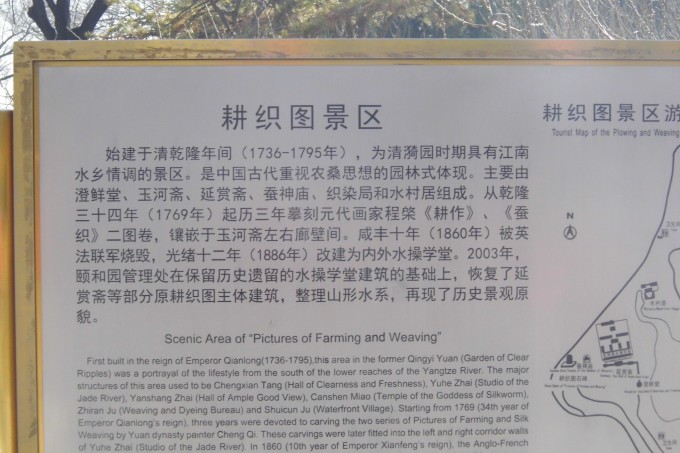 耕织图景区
始建于清乾隆年间（1736-1795年），为清漪园时期具有江南
水乡情调的景区。是中国古代重视农桑思想的园林式体现。主要由
澄鲜堂、玉河斋、延赏斋、蚕神庙、织染局和水村居组成。从乾隆
三十四年（1769年）起历三年摹刻元代画家程棨《耕作》、《蚕
织》二图卷，镶嵌于玉河斋左右廊壁间。咸丰十年（1860年）被英
法联军烧毁，光绪十二年（1886年）改建为内外水操学堂。2003年，
颐和园管理处在保留历史遗留的水操学堂建筑的基础上，恢复了延
赏斋等部分原耕织图主体建筑，整理山形水系，再现了历史景观原
貌。
Scenic Area of "Pictures of Farming and Weaving"
First built in the reign of Emperor Qianlong(1736-1795),this area in the former Qingyi Yuan (Garden of Clear
Ripples) was a portrayal of the lifestyle from the south of the lower reaches of the Yangtze River. The major
structures of this area used to be Chengxian Tang (Hall of Clearness and Freshness), Yuhe Zhai (Studio of the
Jade River), Yanshang Zhai (Hall of Ample Good View), Canshen Miao (Temple of the Goddess of Silkworm),
Zhiran Ju (Weaving and Dyeing Bureau) and Shuicun Ju (Waterfront Village). Starting from 1769 (34th year of
Emperor Qianlong's reign), three years were devoted to carving the two series of Pictures of Farming and Silk
Weaving by Yuan dynasty painter Cheng Qi. These carvings were later fitted into the left and right corridor walls
of Yuhe Zhai (Studio of the Jade River). In 1860 (10th year of Emperor Xianfeng's reign), the Anglo-French
耕织图景区游
Tourist Map of the Plowing and Weaving
N